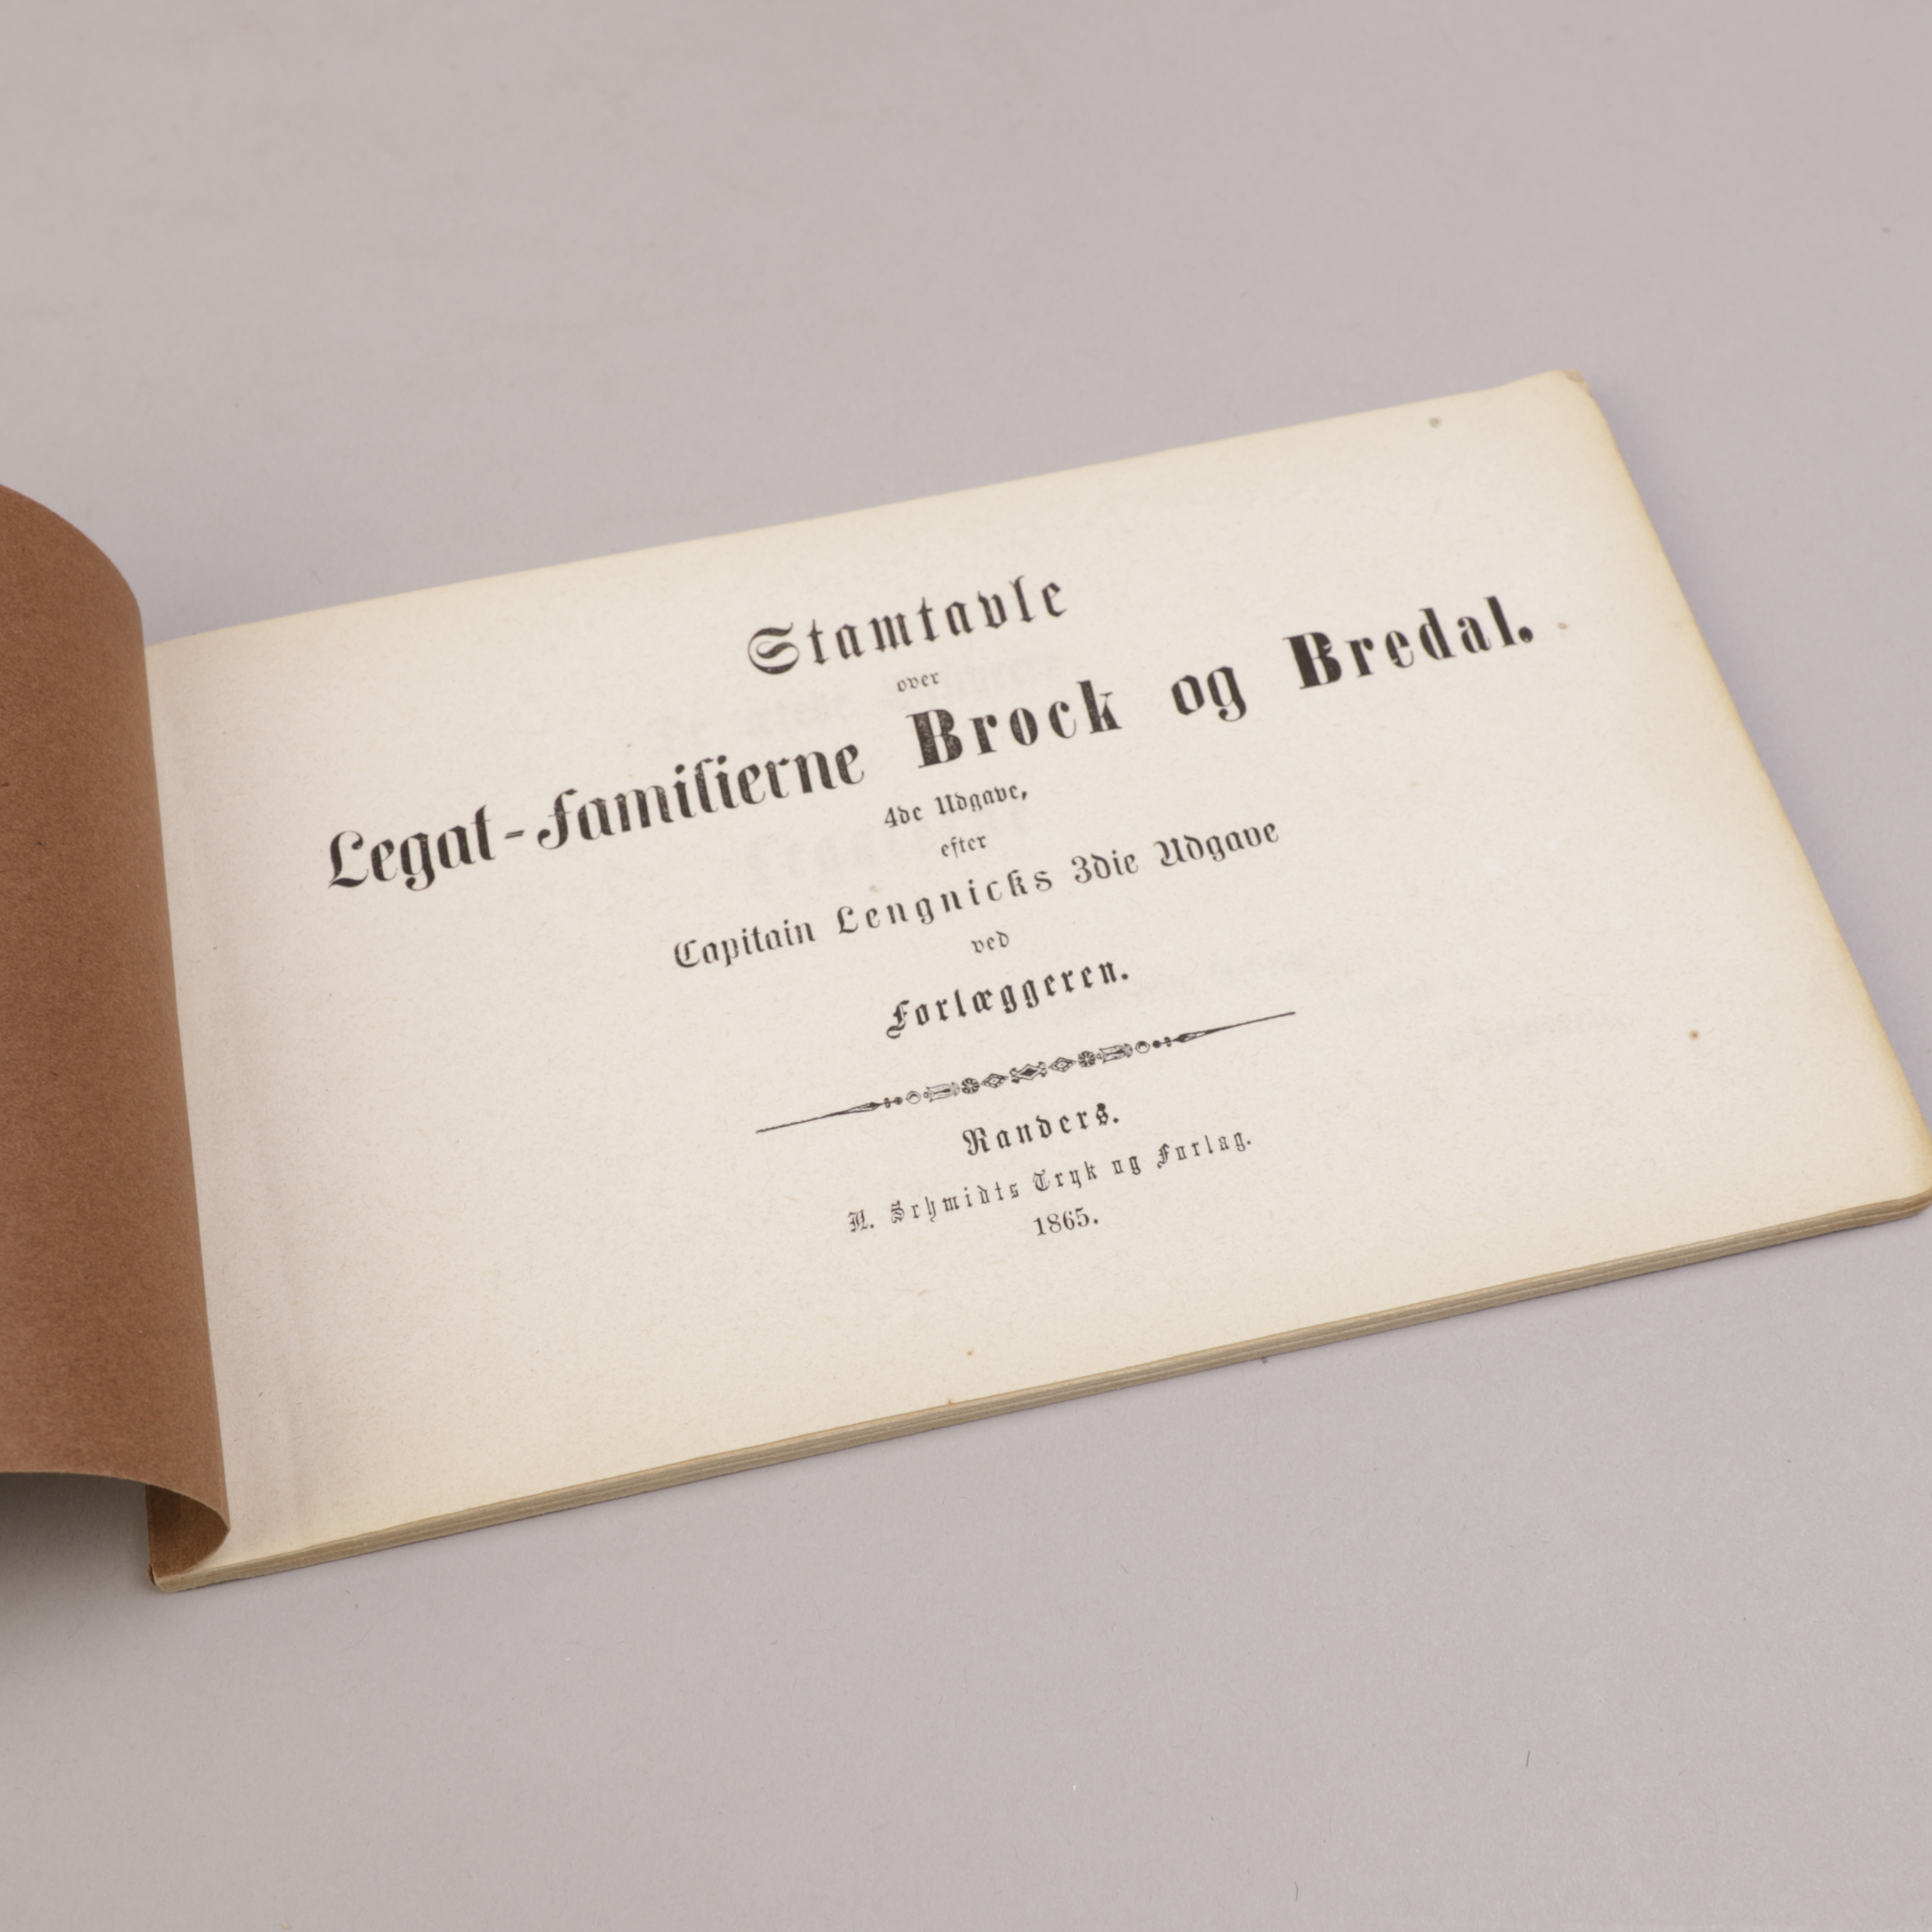 Stamtavle
over
Legat-Familierne Brock og Bredal.
4de Udgave,
efter
Capitain Lengnicks 3die Udgave
ved
Forlæggeren.
Randers.
N. Schmidts Tryk og Forlag.
1865.